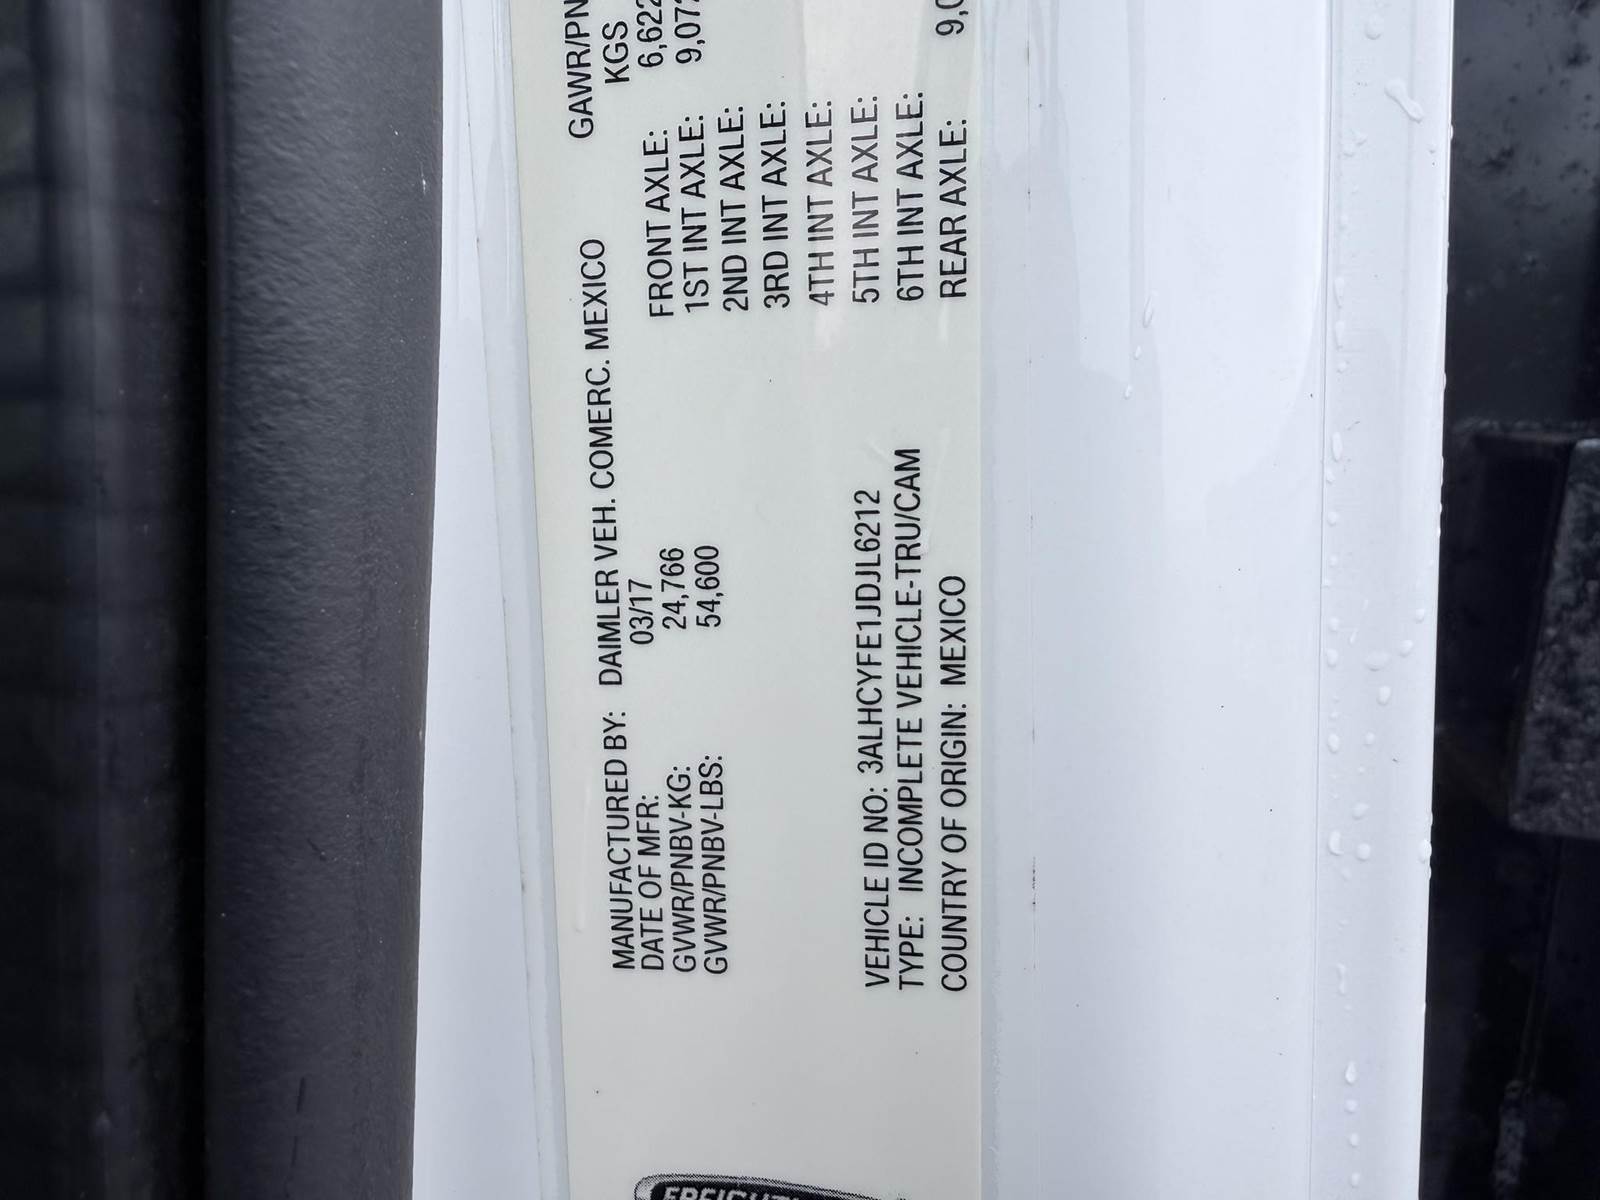 MANUFACTURED BY: DAIMLER VEH. COMERC. MEXICO
DATE OF MFR: 03/17
GVWR/PNBV-KG: 24,766
GVWR/PNBV-LBS: 54,600
VEHICLE ID NO: 3ALHCYFE1JDJL6212
TYPE: INCOMPLETE VEHICLE-TRU/CAM
COUNTRY OF ORIGIN: MEXICO
GAWR/PN
KGS
FRONT AXLE: 6,622
1ST INT AXLE: 9,07
2ND INT AXLE:
3RD INT AXLE:
4TH INT AXLE:
5TH INT AXLE:
6TH INT AXLE:
REAR AXLE: 9,0